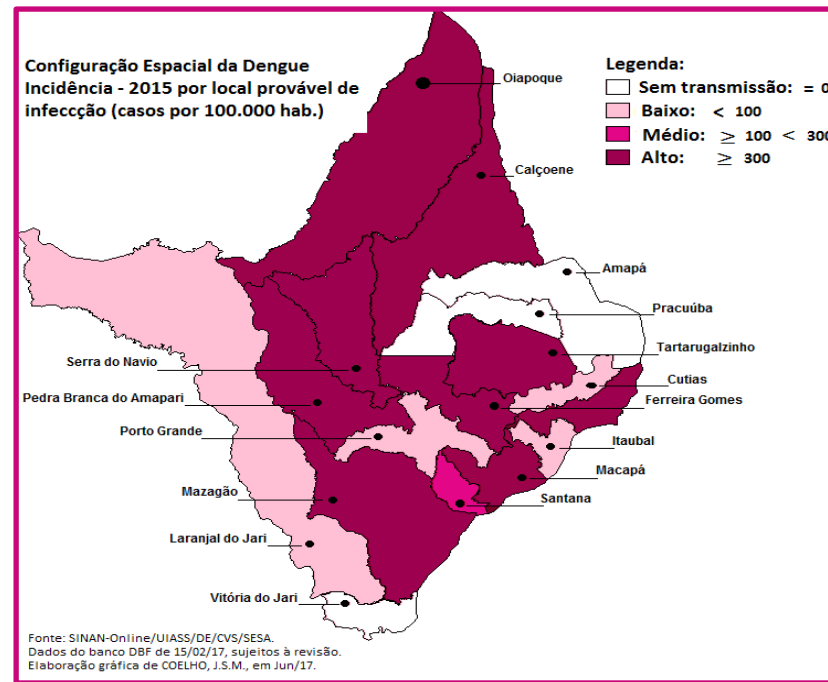 Configuração Espacial da Dengue
Incidência - 2015 por local provável de
infeccção (casos por 100.000 hab.)
Legenda:
Sem transmissão: = 0
Baixo: < 100
Médio: ≥ 100 < 300
Alto: ≥ 300
Oiapoque
Calçoene
Amapá
Pracuúba
Tartarugalzinho
Serra do Navio
Cutias
Pedra Branca do Amapari
Ferreira Gomes
Porto Grande
Itaubal
Macapá
Mazagão
Santana
Laranjal do Jari
Vitória do Jari
Fonte: SINAN-Online/UIASS/DE/CVS/SESA.
Dados do banco DBF de 15/02/17, sujeitos à revisão.
Elaboração gráfica de COELHO, J.S.M., em Jun/17.